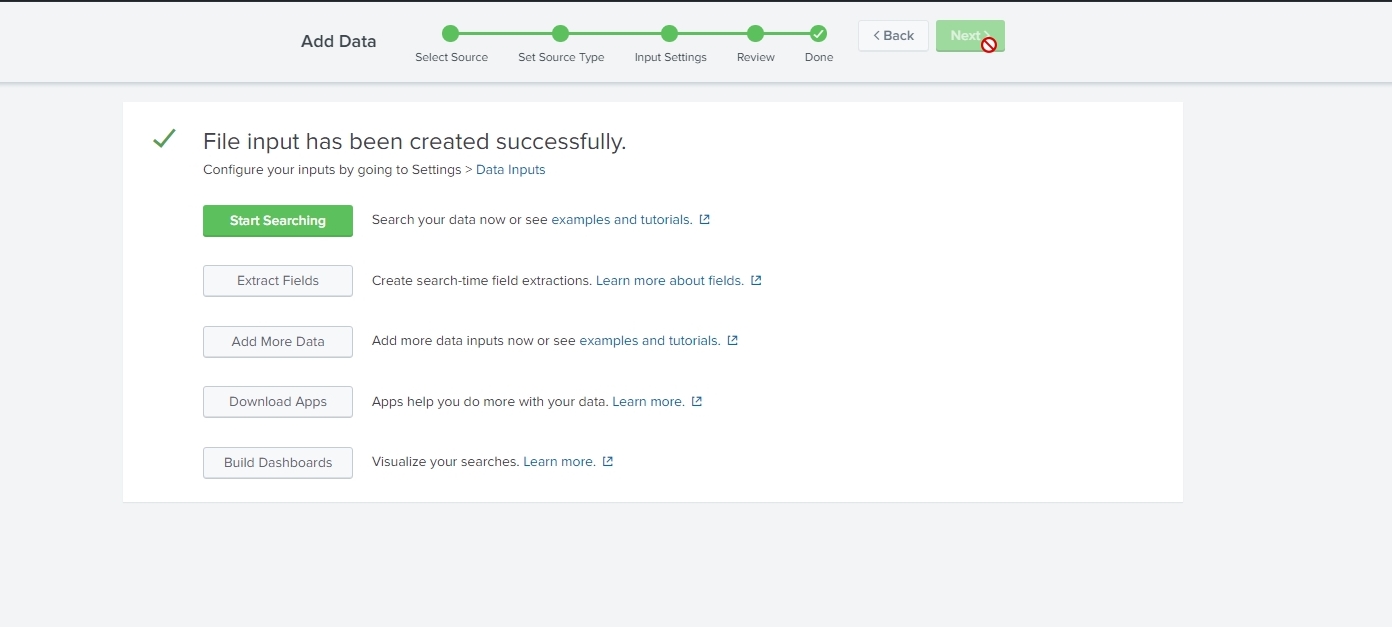 Add Data
Select Source
Set Source Type
Input Settings
Review
Done
Back
Next
File input has been created successfully.
Configure your inputs by going to Settings > Data Inputs
Start Searching
Search your data now or see examples and tutorials.
Extract Fields
Create search-time field extractions. Learn more about fields.
Add More Data
Add more data inputs now or see examples and tutorials.
Download Apps
Apps help you do more with your data. Learn more.
Build Dashboards
Visualize your searches. Learn more.